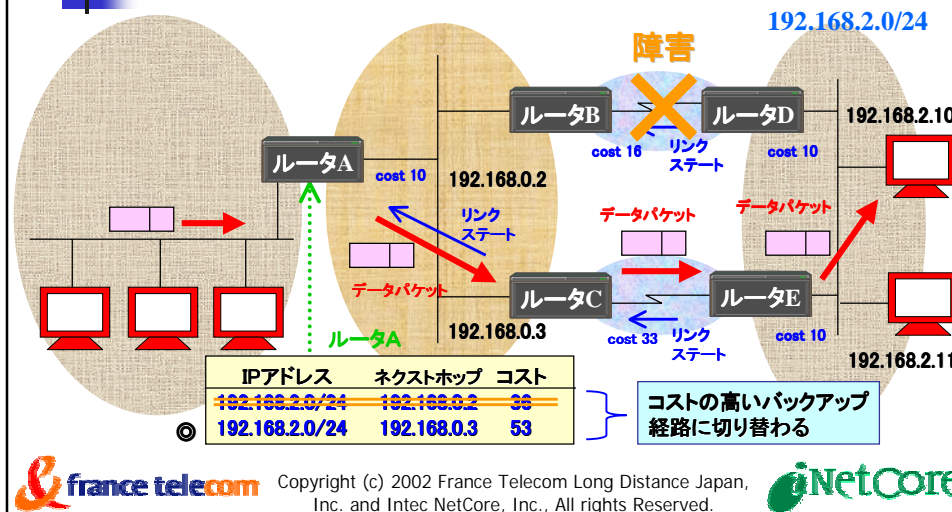 192.168.2.0/24
障害
ルータB
ルータD
192.168.2.10
cost 16
リンク
ステート
cost 10
ルータA
cost 10
192.168.0.2
リンク
ステート
データパケット
データパケット
データパケット
ルータC
ルータE
192.168.0.3
cost 33
リンク
ステート
cost 10
192.168.2.11
ルータA
IPアドレス ネクストホップ コスト
192.168.2.0/24 192.168.0.2 36
◎ 192.168.2.0/24 192.168.0.3 53
コストの高いバックアップ
経路に切り替わる
france telecom
Copyright (c) 2002 France Telecom Long Distance Japan,
Inc. and Intec NetCore, Inc., All rights Reserved.
iNetCore